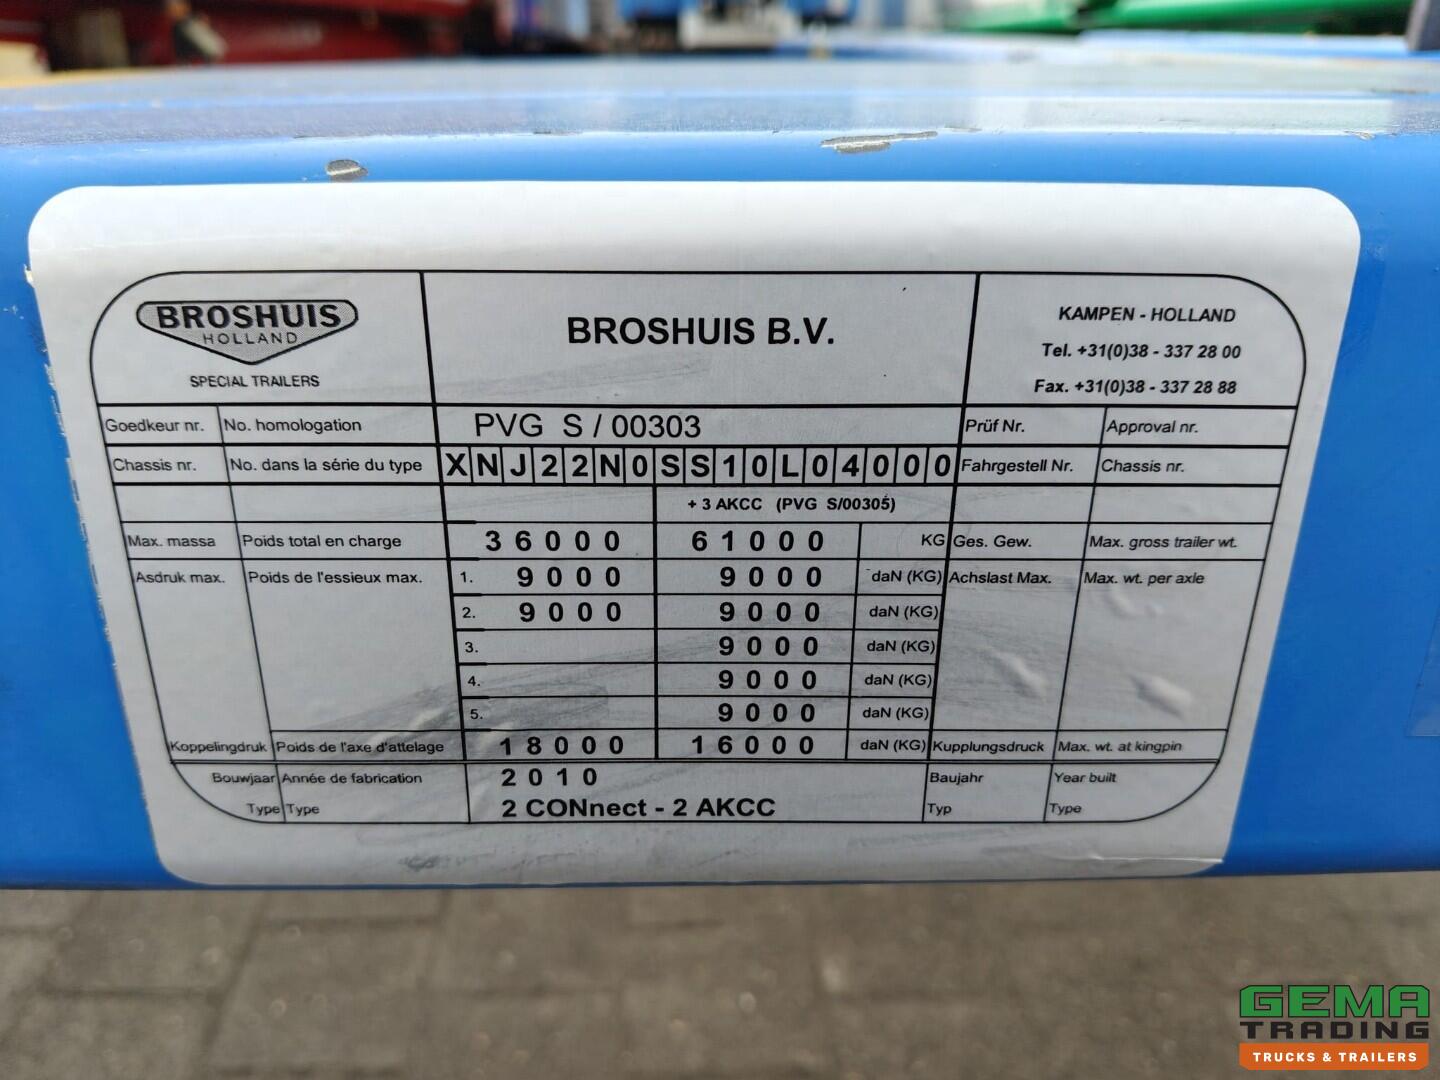 BROSHUIS
HOLLAND
SPECIAL TRAILERS
BROSHUIS B.V.
KAMPEN - HOLLAND
Tel. +31(0)38 - 337 28 00
Fax. +31(0)38 - 337 28 88
Goedkeur nr. No. homologation PVG S / 00303 Prüf Nr. Approval nr.
Chassis nr. No. dans la série du type XNJ22N0SS10L04000 Fahrgestell Nr. Chassis nr.
+ 3 AKCC (PVG S/00305)
Max. massa Poids total en charge 36000 61000 KG Ges. Gew. Max. gross trailer wt.
Asdruk max. Poids de l'essieux max. 1. 9000 9000 daN (KG) Achslast Max. Max. wt. per axle
2. 9000 9000 daN (KG)
3. 9000 daN (KG)
4. 9000 daN (KG)
5. 9000 daN (KG)
Koppelingdruk Poids de l'axe d'attelage 18000 16000 daN (KG) Kupplungsdruck Max. wt. at kingpin
Bouwjaar Année de fabrication 2010 Baujahr Year built
Type Type 2 CONnect - 2 AKCC Typ Type
GEMA
TRADING
TRUCKS & TRAILERS